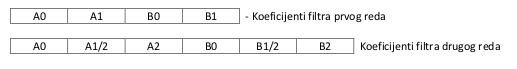 A0 A1 B0 B1 - Koeficijenti filtra prvog reda
A0 A1/2 A2 B0 B1/2 B2 Koeficijenti filtra drugog reda